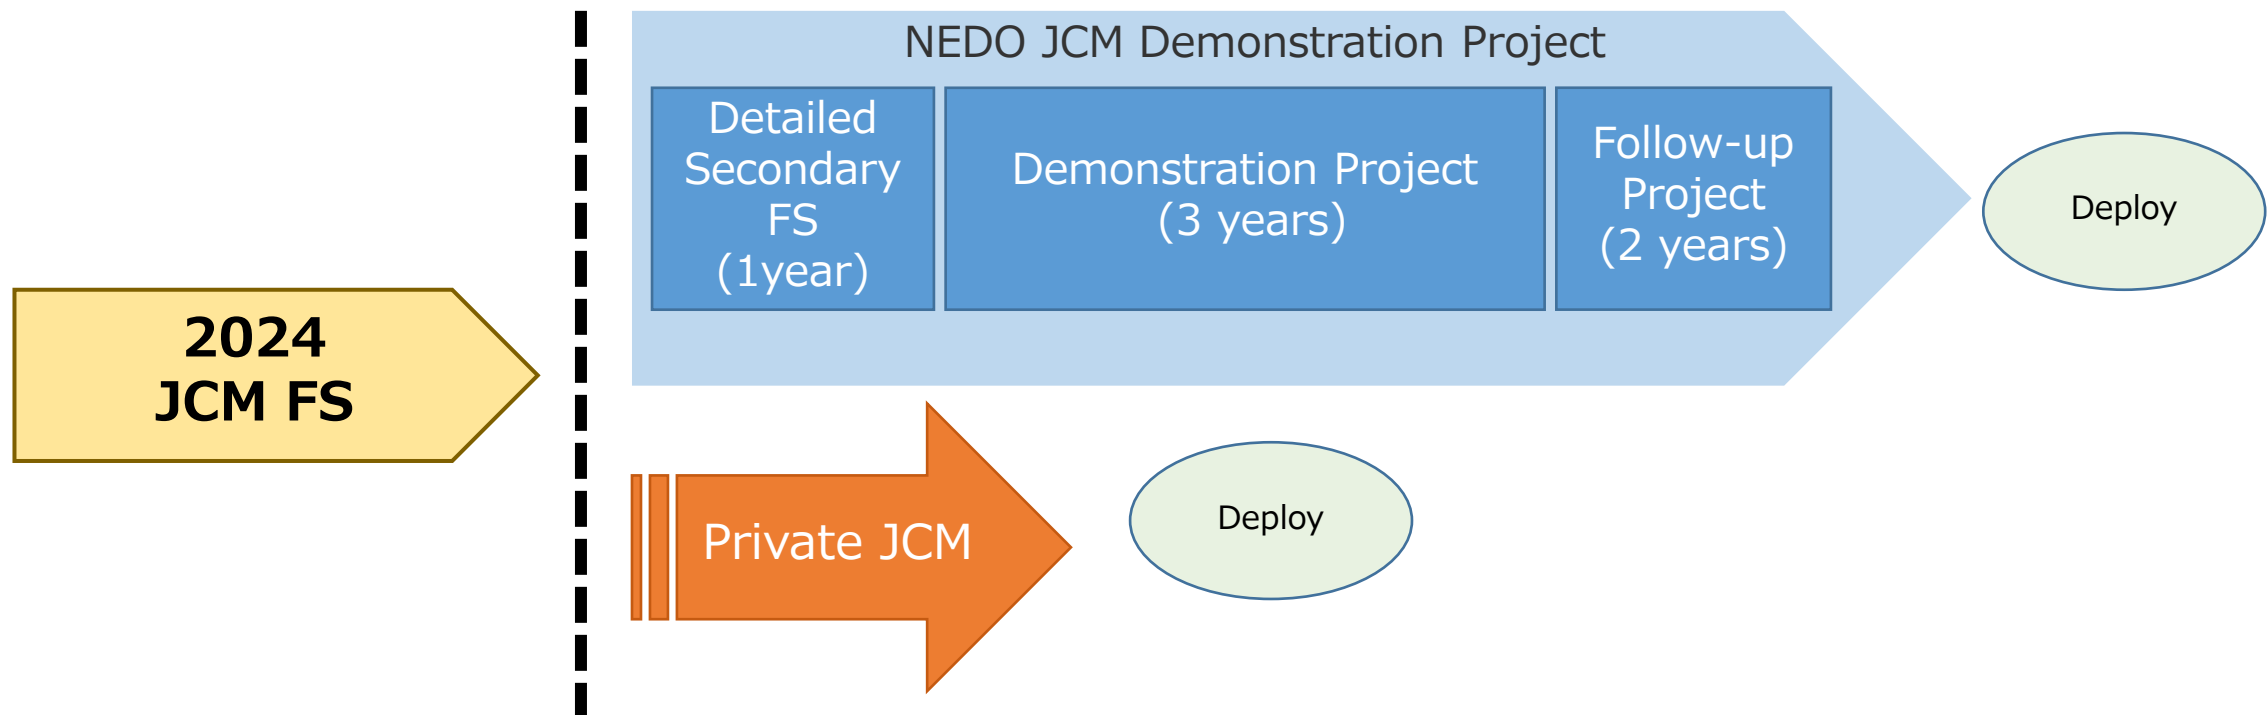 NEDO JCM Demonstration Project
Detailed
Secondary
FS
(1year)
Demonstration Project
(3 years)
Follow-up
Project
(2 years)
Deploy
2024
JCM FS
Private JCM
Deploy